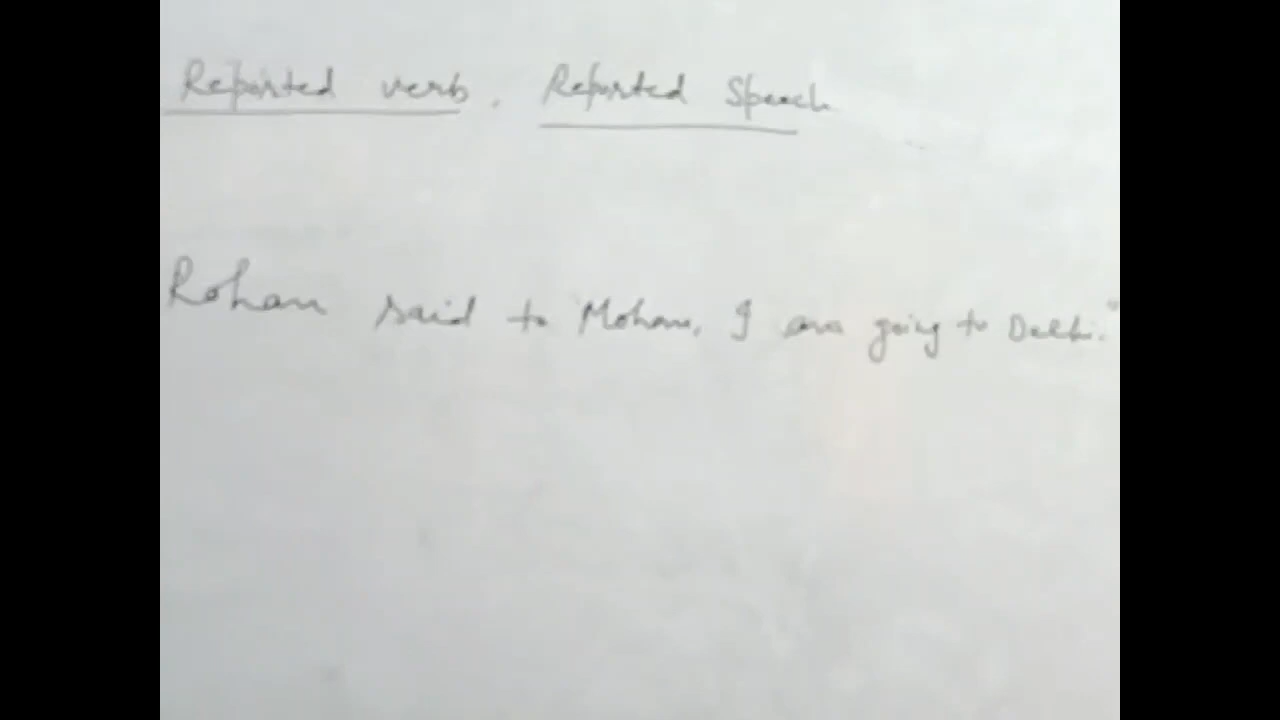 Reported verb, Reported Speech
Rohan said to Mohan, I am going to Delhi."